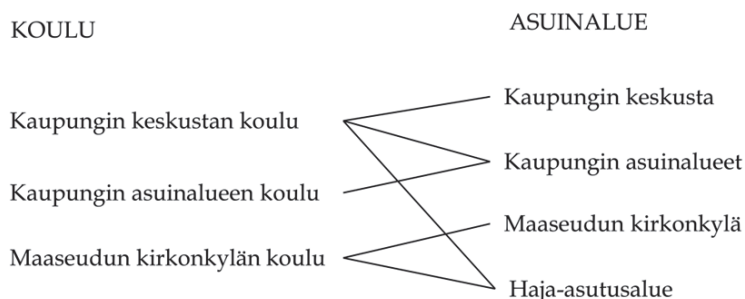 KOULU
ASUINALUE
Kaupungin keskustan koulu
Kaupungin keskusta
Kaupungin asuinalueen koulu
Kaupungin asuinalueet
Maaseudun kirkonkylän koulu
Maaseudun kirkonkylä
Haja-asutusalue